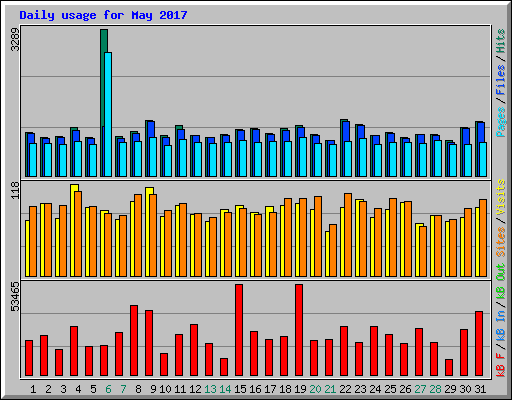 Daily usage for May 2017
3289
Pages / Files / Hits
118
Sites / Visits
53465
kB F / kB In / kB Out
1 2 3 4 5 6 7 8 9 10 11 12 13 14 15 16 17 18 19 20 21 22 23 24 25 26 27 28 29 30 31